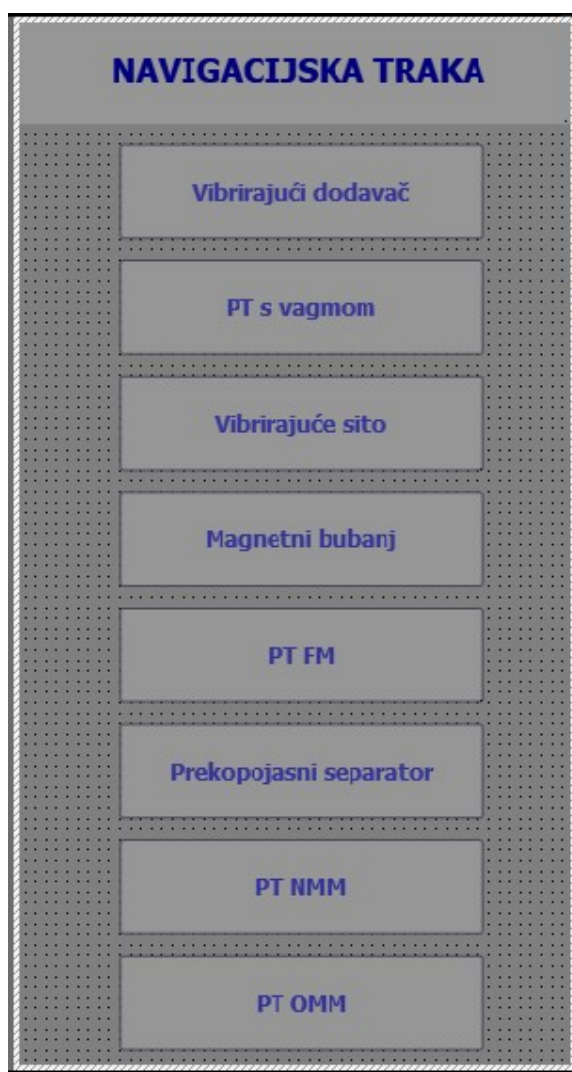 NAVIGACIJSKA TRAKA
Vibrirajući dodavač
PT s vagmom
Vibrirajuće sito
Magnetni bubanj
PT FM
Prekopojasni separator
PT NMM
PT OMM